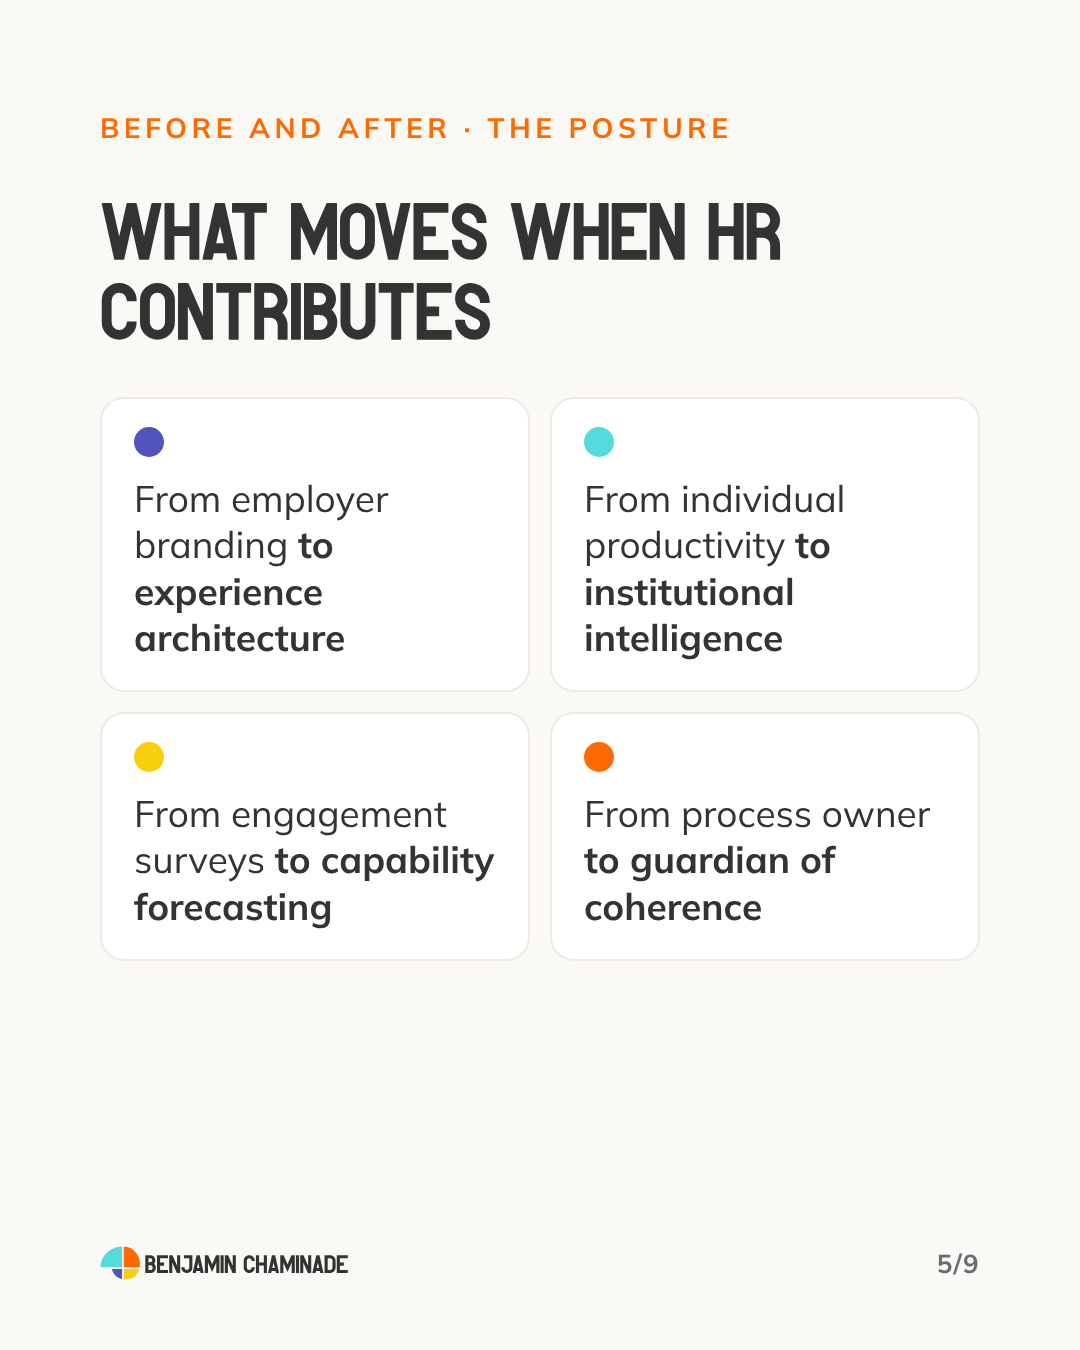 BEFORE AND AFTER · THE POSTURE
WHAT MOVES WHEN HR
CONTRIBUTES
From employer
branding to
experience
architecture
From individual
productivity to
institutional
intelligence
From engagement
surveys to capability
forecasting
From process owner
to guardian of
coherence
BENJAMIN CHAMINADE
5/9